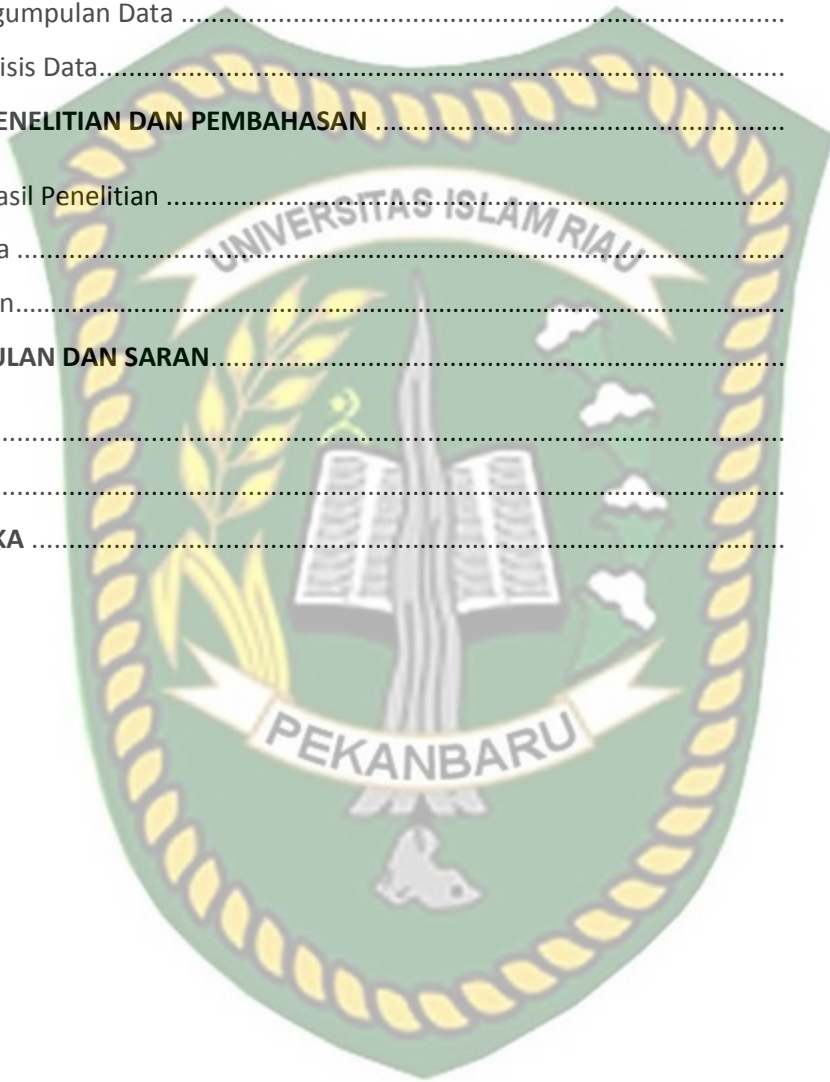 gumpulan Data ..........................................................................................
isis Data....................................................................................................
ENELITIAN DAN PEMBAHASAN ............................................................
asil Penelitian ..........................................................................................
UNIVERSITAS ISLAM RIAU
a ...............................................................................................................
n................................................................................................................
ULAN DAN SARAN...................................................................................
..................................................................................................................
..................................................................................................................
KA .............................................................................................................
PEKANBARU